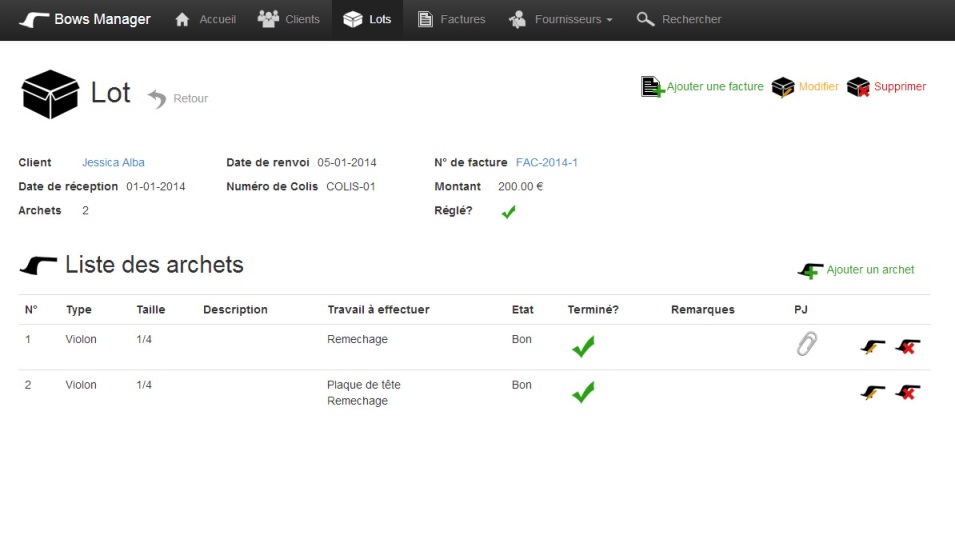 Bows Manager Accueil Clients Lots Factures Fournisseurs Rechercher
Lot Retour Ajouter une facture Modifier Supprimer
Client Jessica Alba Date de renvoi 05-01-2014 N° de facture FAC-2014-1
Date de réception 01-01-2014 Numéro de Colis COLIS-01 Montant 200.00 €
Archets 2 Réglé?
Liste des archets Ajouter un archet
N° Type Taille Description Travail à effectuer Etat Terminé? Remarques PJ
1 Violon 1/4 Remechage Bon
2 Violon 1/4 Plaque de tête Bon
Remechage